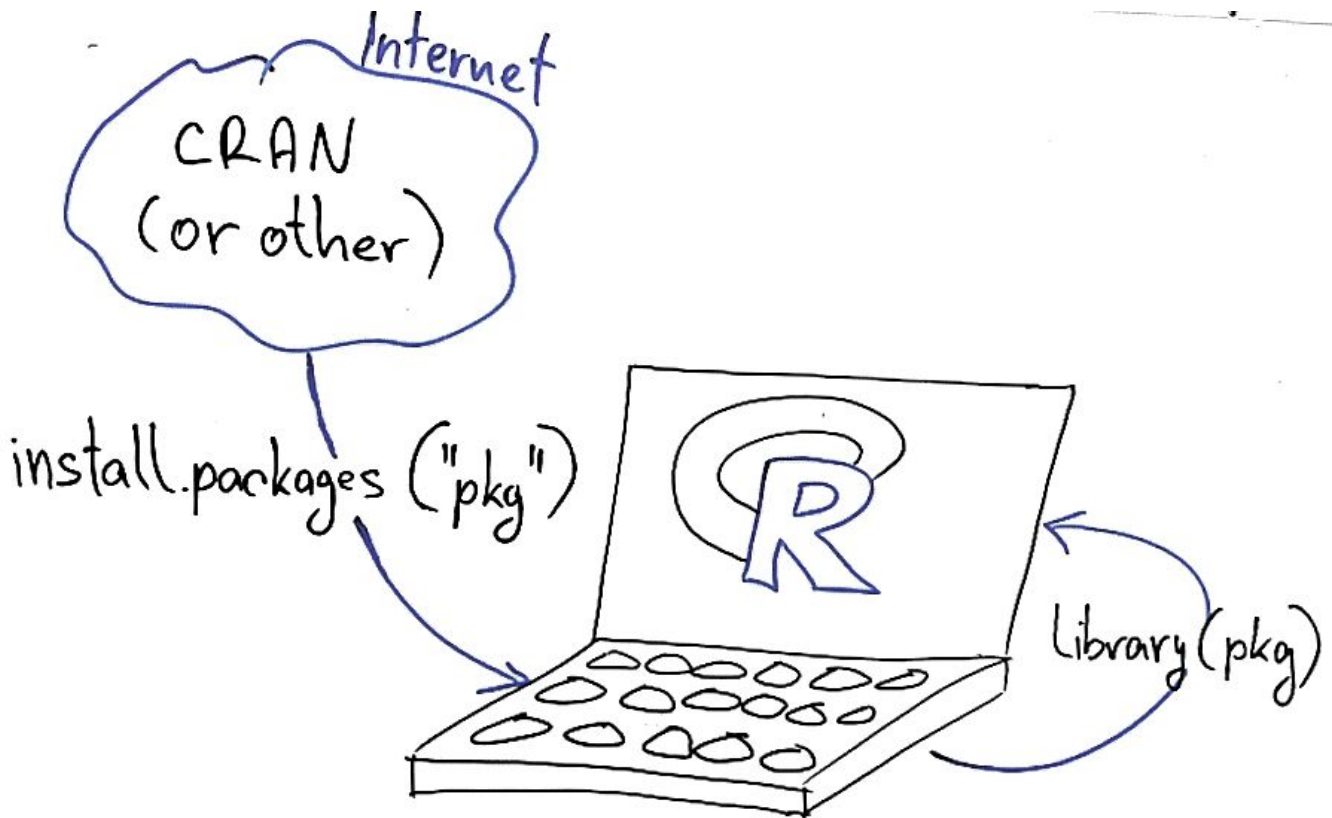 Internet
CRAN
(or other)
install.packages ("pkg")
R
library(pkg)